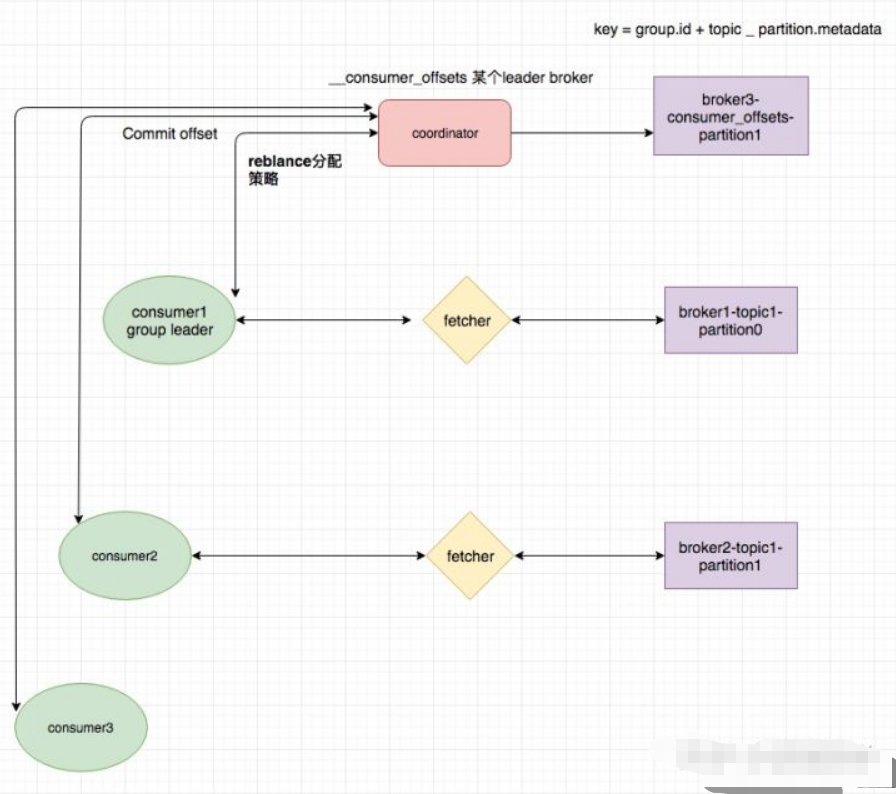 key = group.id + topic _ partition.metadata
__consumer_offsets 某个leader broker
broker3-
consumer_offsets-
partition1
coordinator
Commit offset
reblance分配
策略
consumer1
group leader
fetcher
broker1-topic1-
partition0
consumer2
fetcher
broker2-topic1-
partition1
consumer3